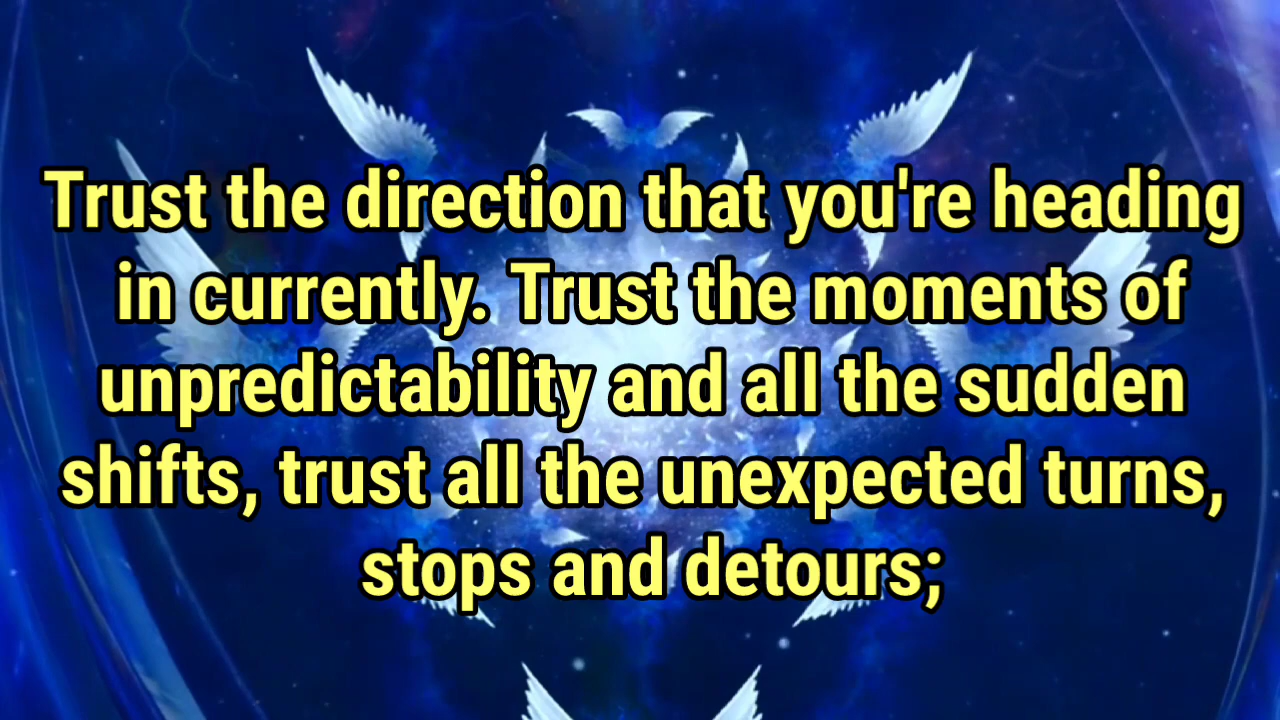 Trust the direction that you're heading
in currently. Trust the moments of
unpredictability and all the sudden
shifts, trust all the unexpected turns,
stops and detours;